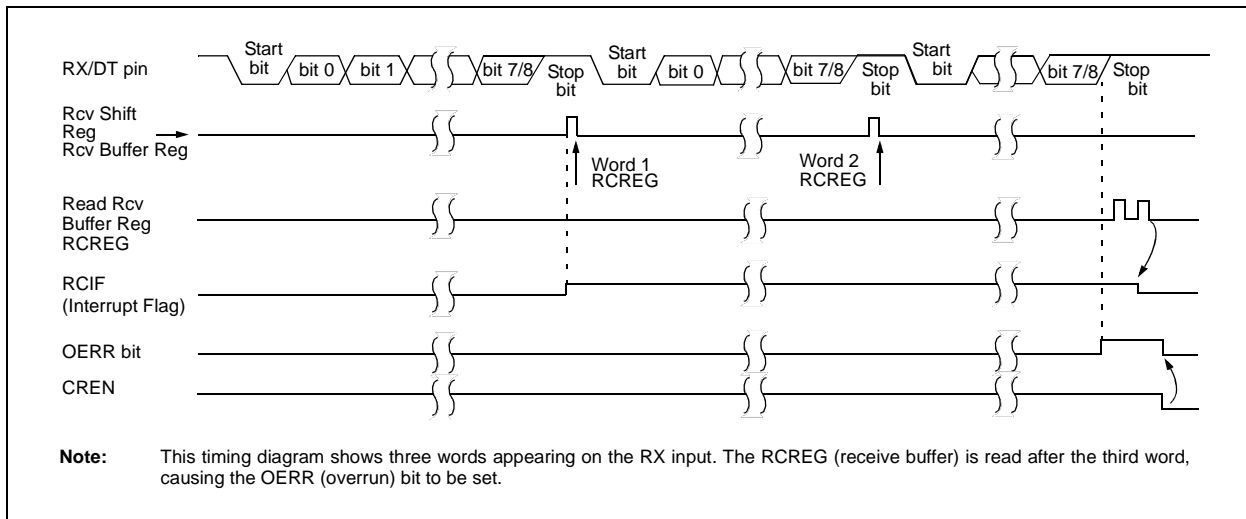 RX/DT pin
Start
bit
bit 0
bit 1
bit 7/8
Stop
bit
Start
bit
bit 0
bit 7/8
Stop
bit
Start
bit
bit 7/8
Stop
bit
Rcv Shift
Reg
Rcv Buffer Reg
Word 1
RCREG
Word 2
RCREG
Read Rcv
Buffer Reg
RCREG
RCIF
(Interrupt Flag)
OERR bit
CREN
Note: This timing diagram shows three words appearing on the RX input. The RCREG (receive buffer) is read after the third word,
causing the OERR (overrun) bit to be set.